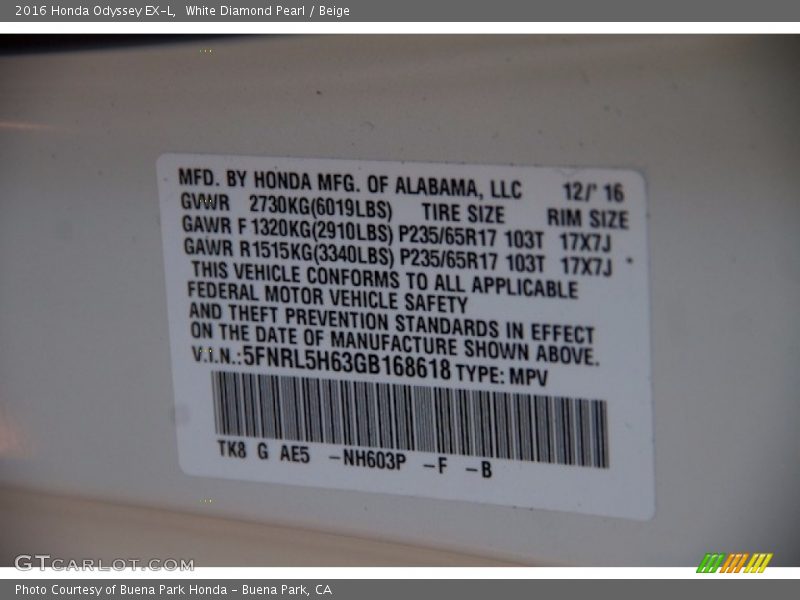 2016 Honda Odyssey EX-L, White Diamond Pearl / Beige
MFD. BY HONDA MFG. OF ALABAMA, LLC 12/' 16
GVWR 2730KG(6019LBS) TIRE SIZE RIM SIZE
GAWR F 1320KG(2910LBS) P235/65R17 103T 17X7J
GAWR R1515KG(3340LBS) P235/65R17 103T 17X7J
THIS VEHICLE CONFORMS TO ALL APPLICABLE
FEDERAL MOTOR VEHICLE SAFETY
AND THEFT PREVENTION STANDARDS IN EFFECT
ON THE DATE OF MANUFACTURE SHOWN ABOVE.
V.I.N.:5FNRL5H63GB168618 TYPE: MPV
TK8 G AE5 -NH603P -F -B
GTCARLOT.COM
Photo Courtesy of Buena Park Honda - Buena Park, CA